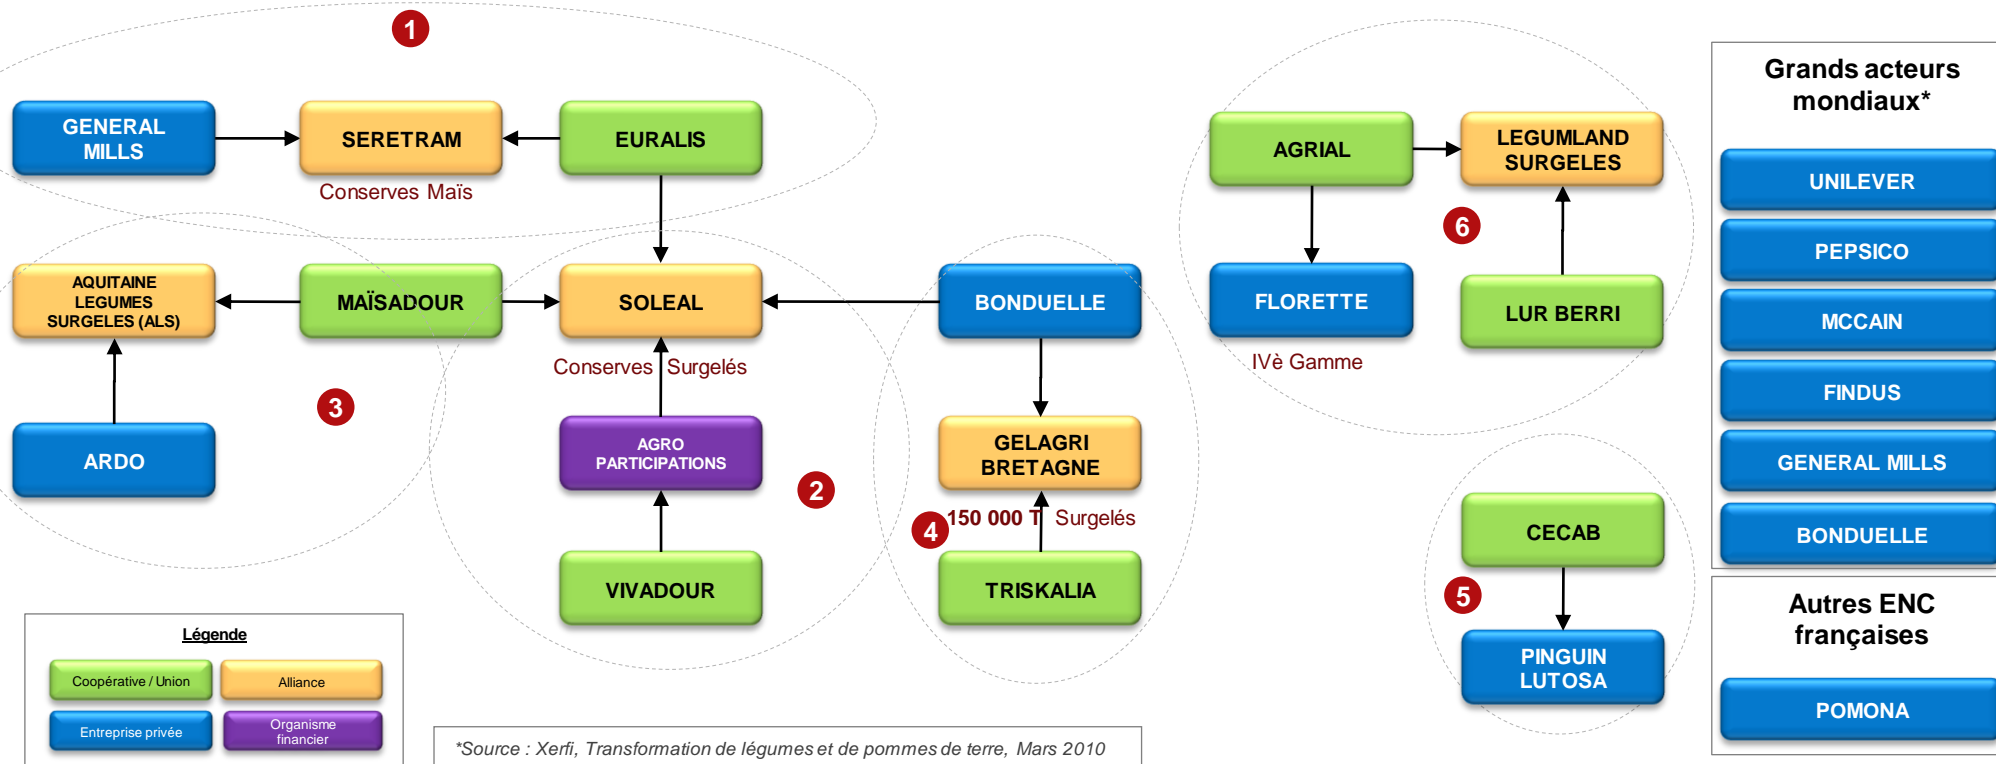 1
GENERAL
MILLS
SERETRAM
EURALIS
Conserves Maïs
AQUITAINE
LEGUMES
SURGELES (ALS)
MAÏSADOUR
SOLEAL
BONDUELLE
Conserves Surgelés
3
ARDO
AGRO
PARTICIPATIONS
2
GELAGRI
BRETAGNE
150 000 T Surgelés
4
VIVADOUR
TRISKALIA
AGRIAL
LEGUMLAND
SURGELES
6
FLORETTE
LUR BERRI
IVè Gamme
CECAB
5
PINGUIN
LUTOSA
Grands acteurs
mondiaux*
UNILEVER
PEPSICO
MCCAIN
FINDUS
GENERAL MILLS
BONDUELLE
Autres ENC
françaises
POMONA
Légende
Coopérative / Union
Alliance
Entreprise privée
Organisme
financier
*Source : Xerfi, Transformation de légumes et de pommes de terre, Mars 2010